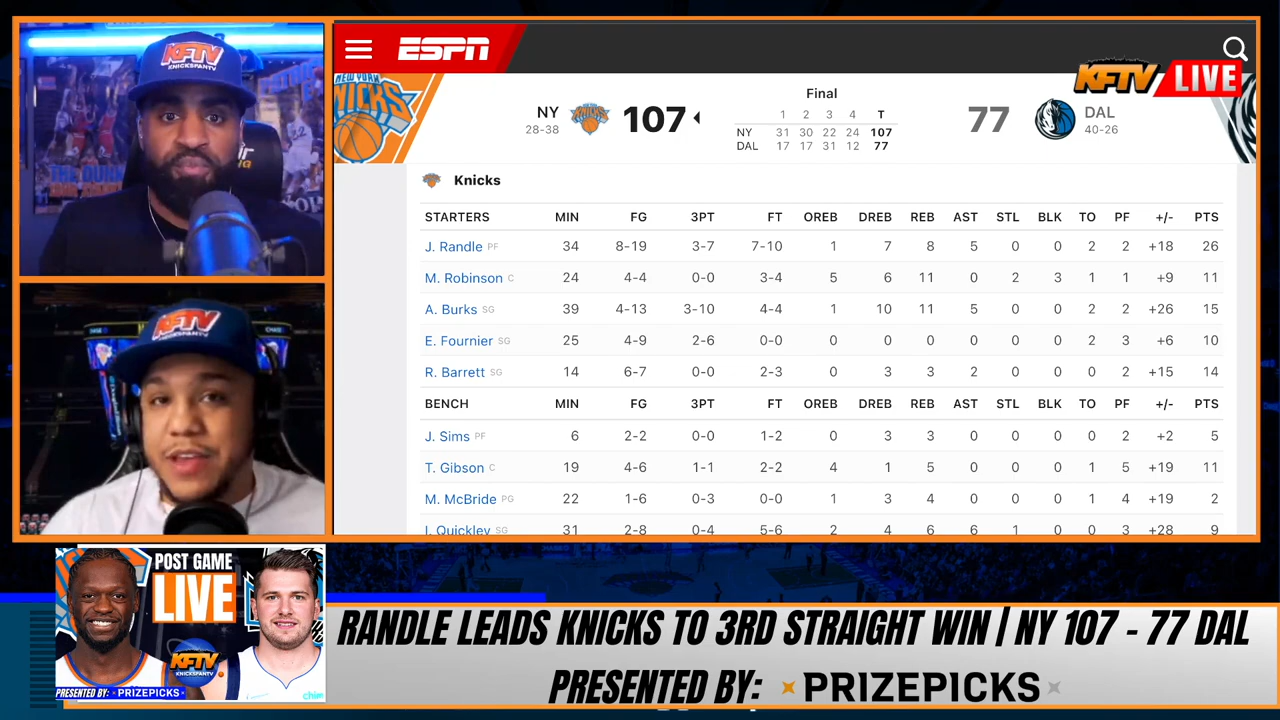 KFTV
KNICKSFANTV
KFTV
KNICKSFANTV
ESPN
KFTV LIVE
NEW YORK
KNICKS
NY
28-38
107
Final
1 2 3 4 T
NY 31 30 22 24 107
DAL 17 17 31 12 77
77
DAL
40-26
Knicks
STARTERS MIN FG 3PT FT OREB DREB REB AST STL BLK TO PF +/- PTS
J. Randle PF 34 8-19 3-7 7-10 1 7 8 5 0 0 2 2 +18 26
M. Robinson C 24 4-4 0-0 3-4 5 6 11 0 2 3 1 1 +9 11
A. Burks SG 39 4-13 3-10 4-4 1 10 11 5 0 0 2 2 +26 15
E. Fournier SG 25 4-9 2-6 0-0 0 0 0 0 0 0 2 3 +6 10
R. Barrett SG 14 6-7 0-0 2-3 0 3 3 2 0 0 0 2 +15 14
BENCH MIN FG 3PT FT OREB DREB REB AST STL BLK TO PF +/- PTS
J. Sims PF 6 2-2 0-0 1-2 0 3 3 0 0 0 0 2 +2 5
T. Gibson C 19 4-6 1-1 2-2 4 1 5 0 0 0 1 5 +19 11
M. McBride PG 22 1-6 0-3 0-0 1 3 4 0 0 0 1 4 +19 2
I. Quickley SG 31 2-8 0-4 5-6 2 4 6 6 1 0 0 3 +28 9
POST GAME
LIVE
KFTV
KNICKSFANTV
PRESENTED BY: PRIZEPICKS
chime
RANDLE LEADS KNICKS TO 3RD STRAIGHT WIN | NY 107 - 77 DAL
PRESENTED BY: PRIZEPICKS